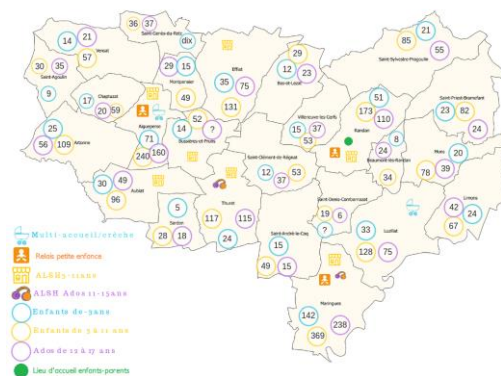 36 37
Saint-Genès-du-Retz
dix
14 21
Vensat
57
30 35
Saint-Agoulin
9
29 15
Montpensier
49
Effiat
35 75
131
29
12 23
Bas-et-Lezat
21
85
55
Saint-Sylvestre-Pragoulin
17
Chaptuzat
20 59
Aigueperse
71
240 160
52
14 ?
Bussières-et-Pruns
Villeneuve-les-Cerfs
15 37
53
51
173 110
Randan
8
24
Beaumont-lès-Randan
34
Saint-Priest-Bramefant
23 82
24
Mons
20
78 39
25
56 109
Artonne
30 49
Aubiat
96
Saint-Clément-de-Régnat
12 37 53
Thuret
117 115
24
5
Sardon
28 18
Saint-André-le-Coq
15
49 15
Saint-Denis-Combarnazat
19 6
?
33
Luzillat
128 75
Limons
42 24
67
Maringues
142
369 238
Multi-accueil/crèche
Relais petite enfance
ALSH 3-11ans
ALSH Ados 11-15ans
Enfants de -3ans
Enfants de 3 à 11 ans
Ados de 12 à 17 ans
Lieu d'accueil enfants-parents